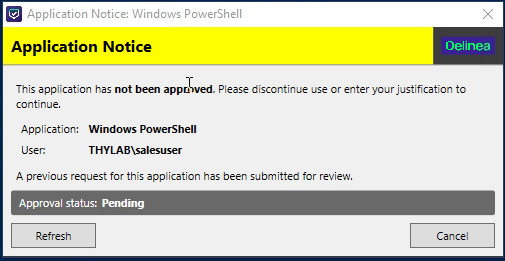 Application Notice: Windows PowerShell
Application Notice
Delinea
This application has not been approved. Please discontinue use or enter your justification to
continue.
Application: Windows PowerShell
User: THYLAB\salesuser
A previous request for this application has been submitted for review.
Approval status: Pending
Refresh Cancel